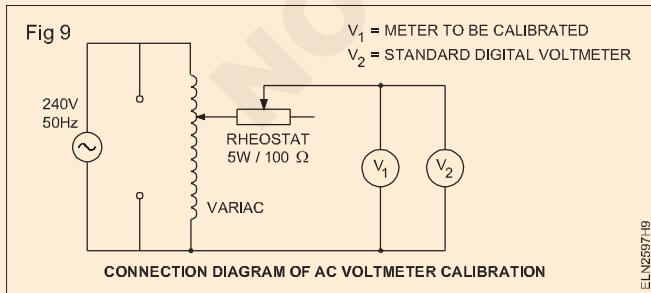 Fig 9
V1 = METER TO BE CALIBRATED
V2 = STANDARD DIGITAL VOLTMETER
240V
50Hz
RHEOSTAT
5W / 100 Ω
V1
V2
VARIAC
CONNECTION DIAGRAM OF AC VOLTMETER CALIBRATION
ELN2597H9
NO